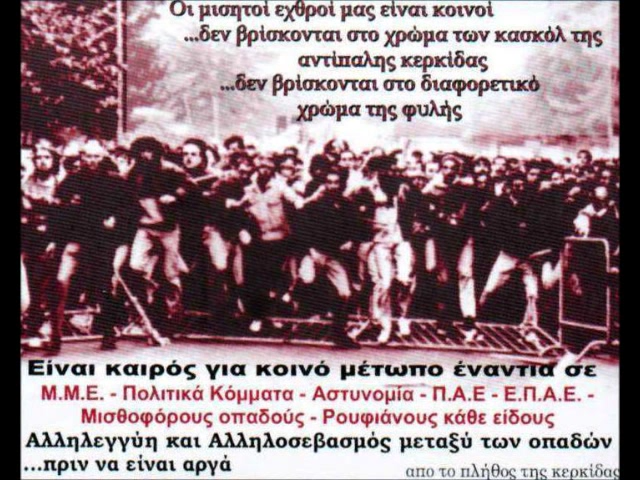 Οι μισητοί εχθροί μας είναι κοινοί
...δεν βρίσκονται στο χρώμα των κασκόλ της
αντίπαλης κερκίδας
...δεν βρίσκονται στο διαφορετικό
χρώμα της φυλής
Είναι καιρός για κοινό μέτωπο έναντια σε
Μ.Μ.Ε. - Πολιτικά Κόμματα - Αστυνομία - Π.Α.Ε - Ε.Π.Α.Ε. -
Μισθοφόρους οπαδούς - Ρουφιάνους κάθε είδους
Αλληλεγγύη και Αλληλοσεβασμός μεταξύ των οπαδών
...πριν να είναι αργά
απο το πλήθος της κερκίδας